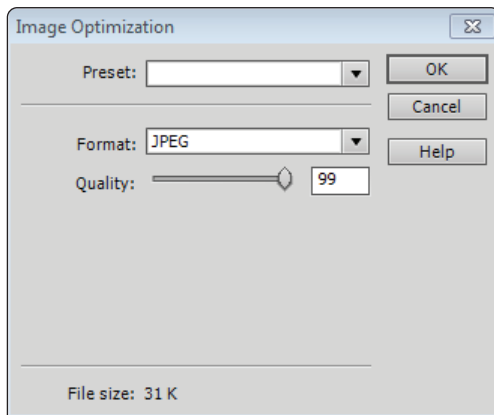 Image Optimization
Preset:
OK
Cancel
Format: JPEG
Help
Quality: 99
File size: 31 K